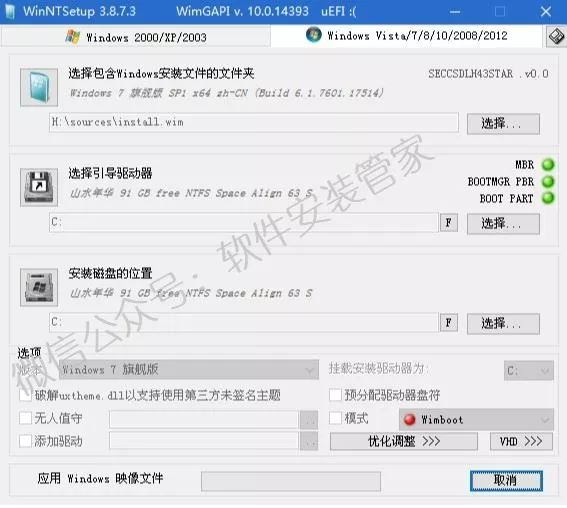 WinNTSetup 3.8.7.3 WimGAPI v. 10.0.14393 uEFI :(
Windows 2000/XP/2003 Windows Vista/7/8/10/2008/2012
选择包含Windows安装文件的文件夹 SECCSDLH43STAR .v0.0
Windows 7 旗舰版 SP1 x64 zh-CN (Build 6.1.7601.17514)
H:\sources\install.wim 选择...
MBR
选择引导驱动器 BOOTMGR PBR
山水年华 91 GB free NTFS Space Align 63 S BOOT PART
C: F 选择...
安装磁盘的位置
山水年华 91 GB free NTFS Space Align 63 S
C: F 选择...
选项
版本 Windows 7 旗舰版 挂载安装驱动器为: C:
破解uxtheme.dll以支持使用第三方未签名主题 预分配驱动器盘符
无人值守 .. 模式 Wimboot
添加驱动 .. 优化调整 >>> VHD >>>
应用 Windows 映像文件 取消
微信公众号：软件安装管家